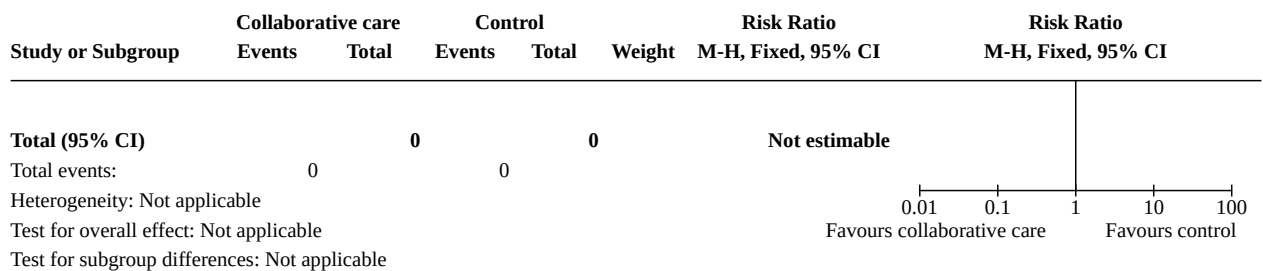 Collaborative care Control Risk Ratio Risk Ratio
Study or Subgroup Events Total Events Total Weight M-H, Fixed, 95% CI M-H, Fixed, 95% CI
Total (95% CI) 0 0 Not estimable
Total events: 0 0
Heterogeneity: Not applicable
0.01 0.1 1 10 100
Test for overall effect: Not applicable Favours collaborative care Favours control
Test for subgroup differences: Not applicable